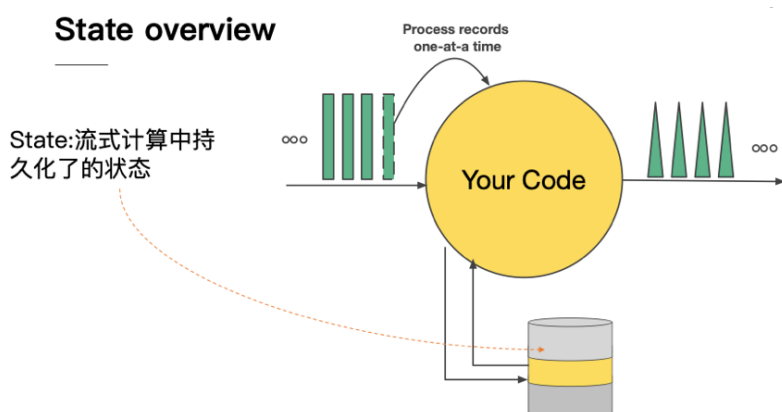 State overview
Process records
one-at-a time
State:流式计算中持
久化了的状态
Your Code